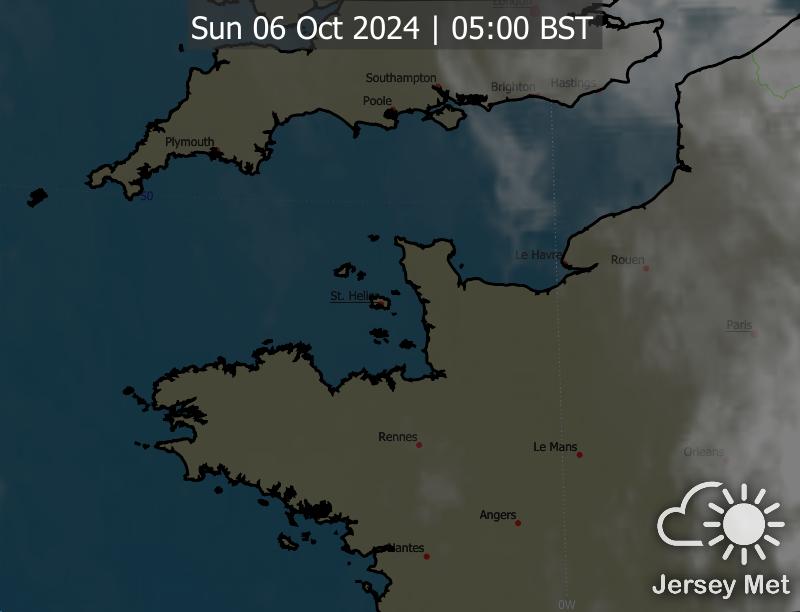 London
Sun 06 Oct 2024 | 05:00 BST
Southampton
Brighton
Hastings
Poole
Plymouth
50
Le Havre
Rouen
St. Helier
Paris
Rennes
Le Mans
Orleans
Angers
Nantes
0W
Jersey Met